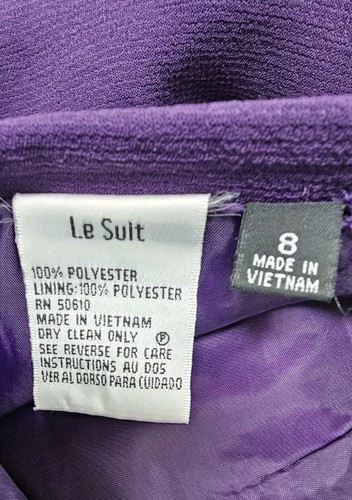 Le Suit
100% POLYESTER
LINING:100% POLYESTER
RN 50610
MADE IN VIETNAM
DRY CLEAN ONLY Ⓟ
SEE REVERSE FOR CARE
INSTRUCTIONS AU DOS
VER AL DORSO PARA CUIDADO
8
MADE IN
VIETNAM